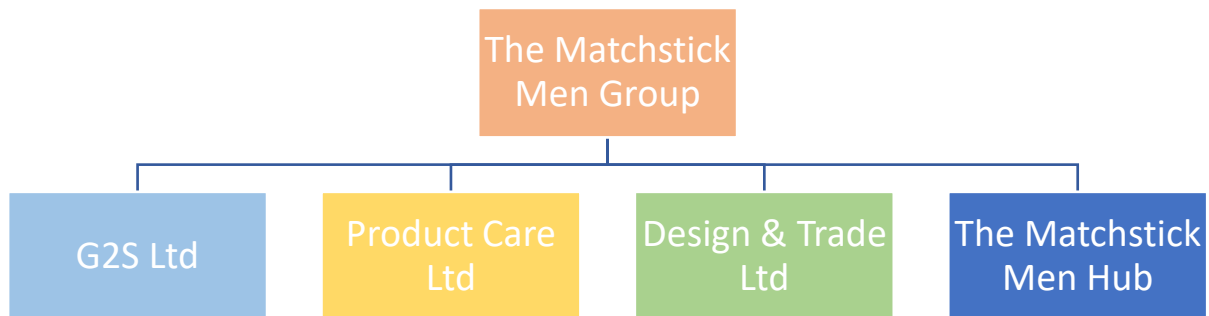 The Matchstick
Men Group
G2S Ltd
Product Care
Ltd
Design & Trade
Ltd
The Matchstick
Men Hub